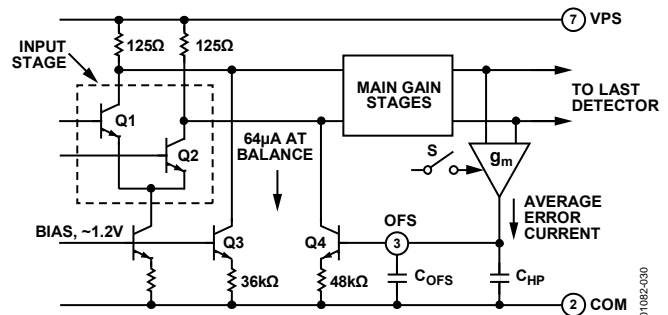 7 VPS
125Ω
125Ω
INPUT
STAGE
MAIN GAIN
STAGES
TO LAST
DETECTOR
Q1
Q2
64µA AT
BALANCE
S
gm
AVERAGE
ERROR
CURRENT
BIAS, ~1.2V
Q3
Q4
OFS
3
36kΩ
48kΩ
COFS
CHP
2 COM
01082-030